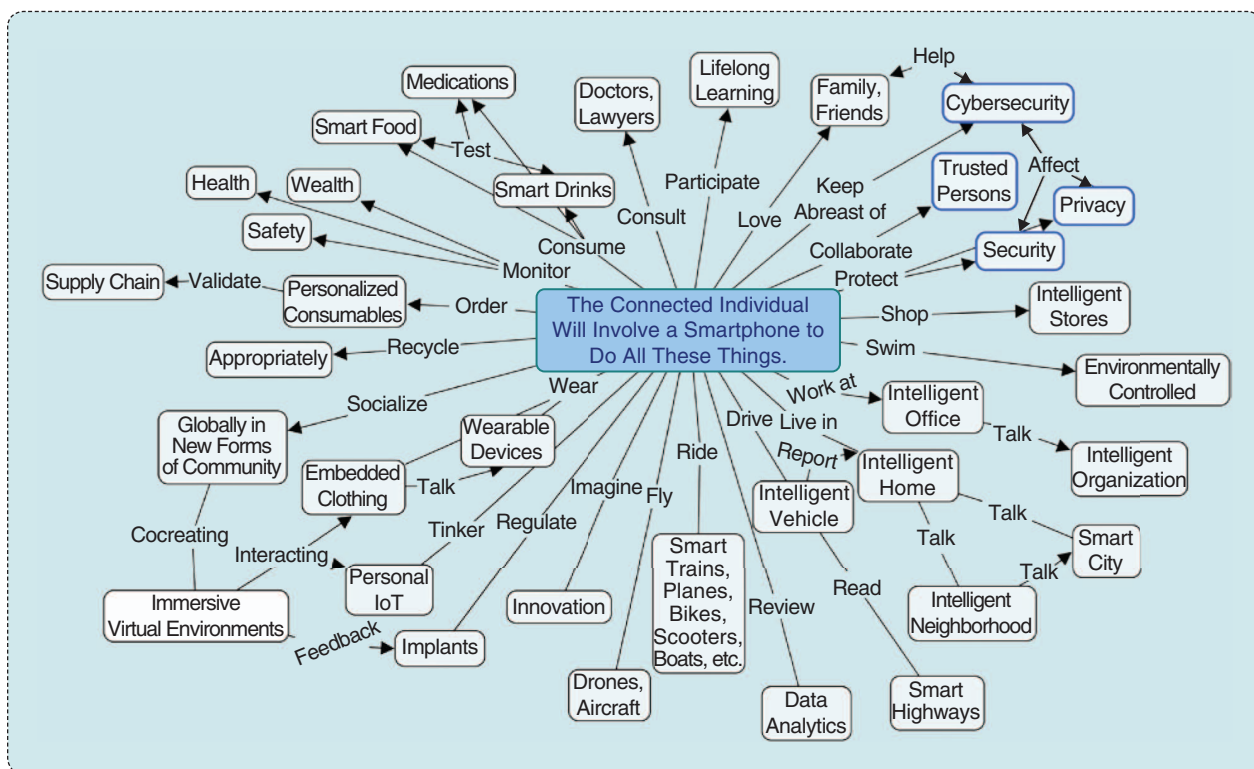 Help
Medications
Doctors,
Lawyers
Lifelong
Learning
Family,
Friends
Cybersecurity
Smart Food
Test
Affect
Health
Wealth
Smart Drinks
Participate
Keep
Abreast of
Trusted
Persons
Privacy
Safety
Consult
Love
Consume
Collaborate
Security
Supply Chain
Validate
Monitor
Protect
Personalized
Consumables
Order
The Connected Individual
Will Involve a Smartphone to
Do All These Things.
Shop
Intelligent
Stores
Appropriately
Recycle
Swim
Environmentally
Controlled
Wear
Work at
Intelligent
Office
Socialize
Globally in
New Forms
of Community
Wearable
Devices
Drive
Live in
Talk
Ride
Report
Intelligent
Home
Intelligent
Organization
Embedded
Clothing
Talk
Imagine
Fly
Intelligent
Vehicle
Talk
Cocreating
Interacting
Tinker
Regulate
Smart
Trains,
Planes,
Bikes,
Scooters,
Boats, etc.
Talk
Smart
City
Talk
Personal
IoT
Read
Immersive
Virtual Environments
Innovation
Review
Intelligent
Neighborhood
Feedback
Implants
Drones,
Aircraft
Data
Analytics
Smart
Highways